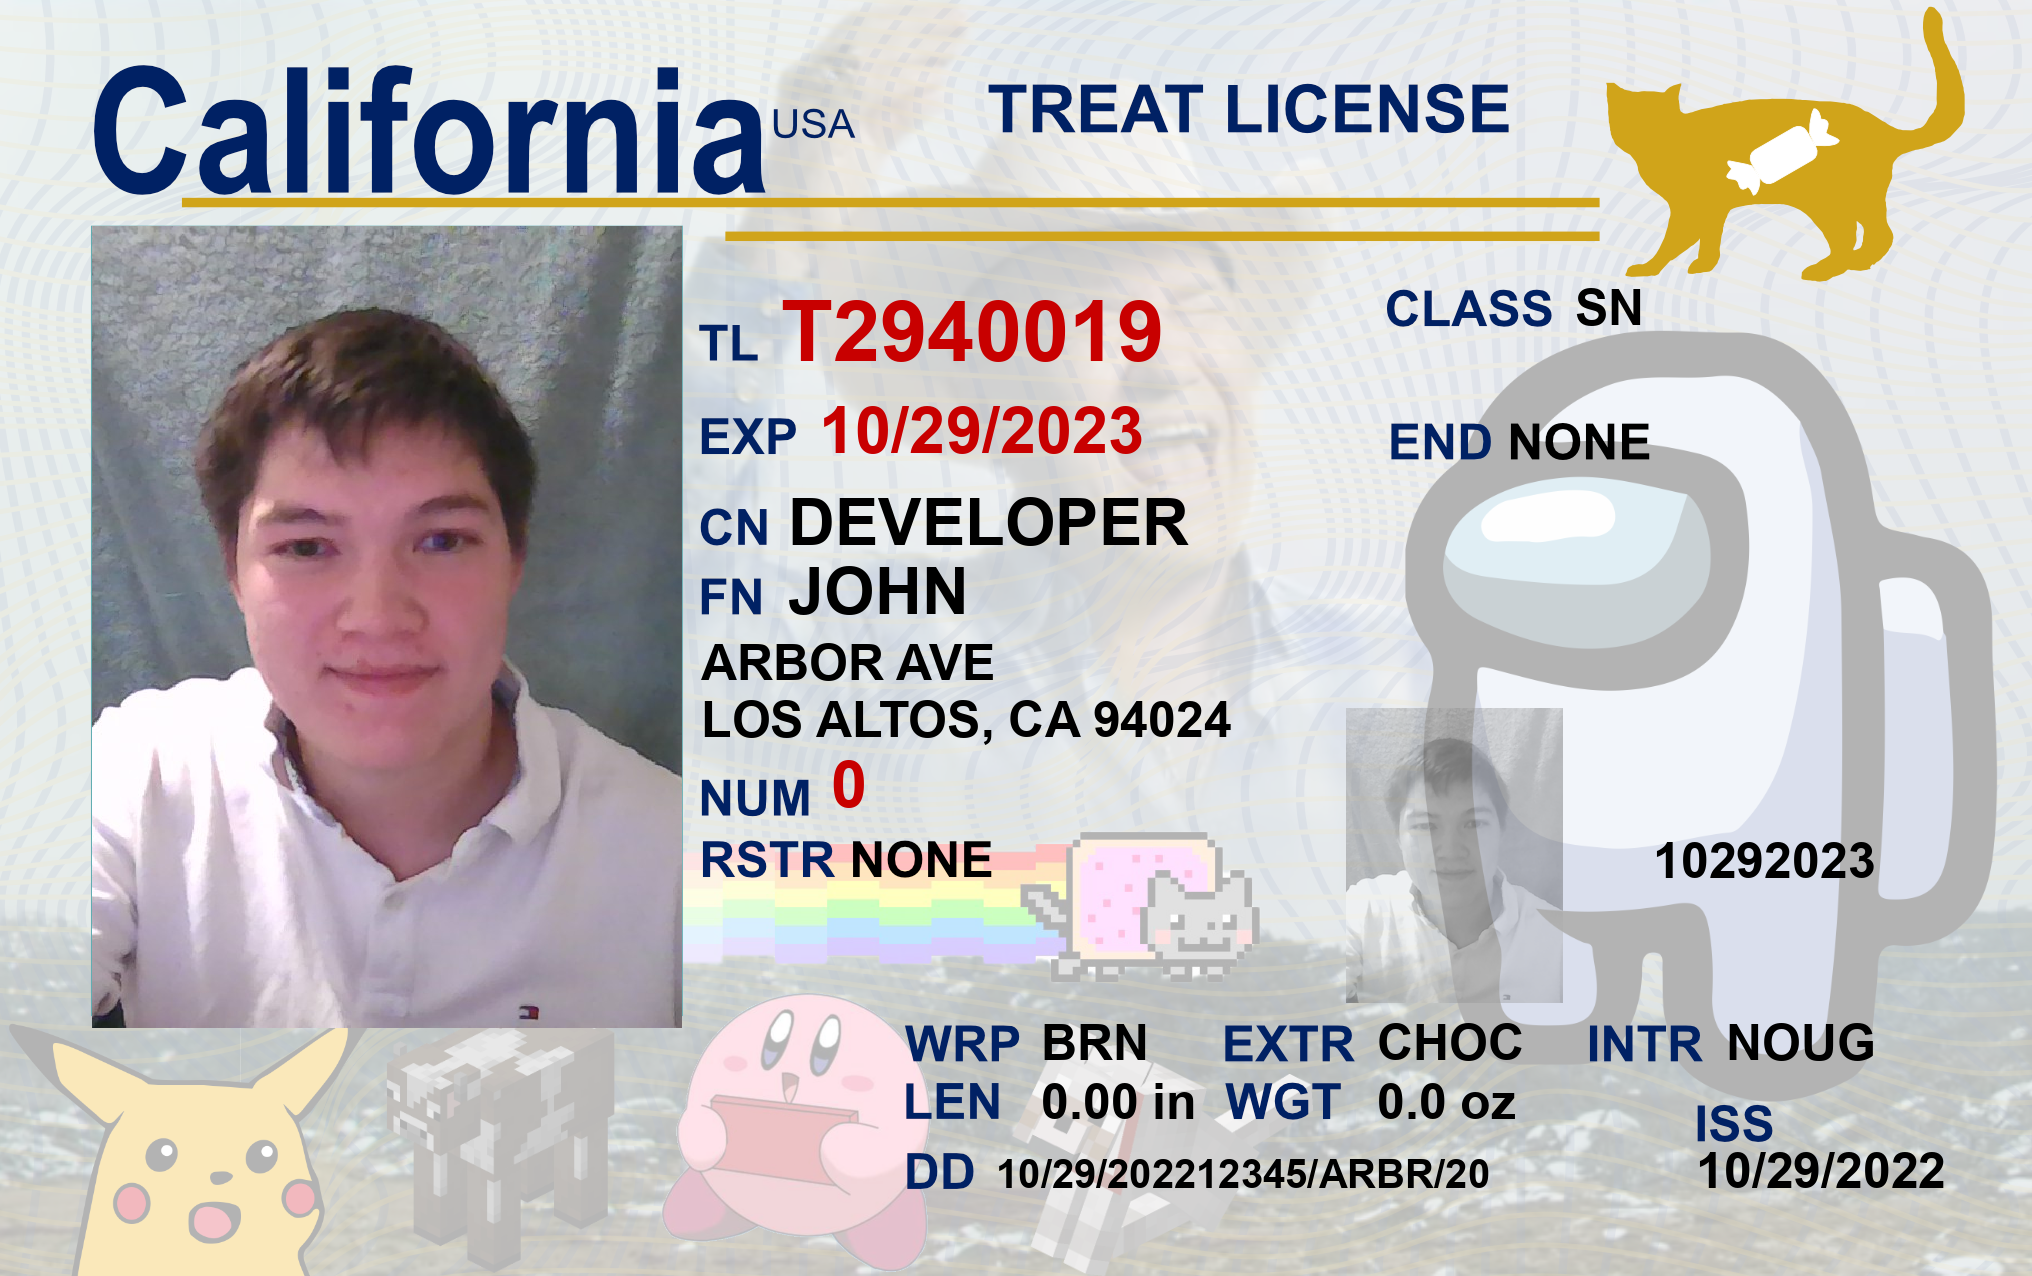 California USA TREAT LICENSE
TL T2940019
CLASS SN
EXP 10/29/2023
END NONE
CN DEVELOPER
FN JOHN
ARBOR AVE
LOS ALTOS, CA 94024
NUM 0
RSTR NONE
10292023
WRP BRN EXTR CHOC INTR NOUG
LEN 0.00 in WGT 0.0 oz
ISS
DD 10/29/202212345/ARBR/20
10/29/2022